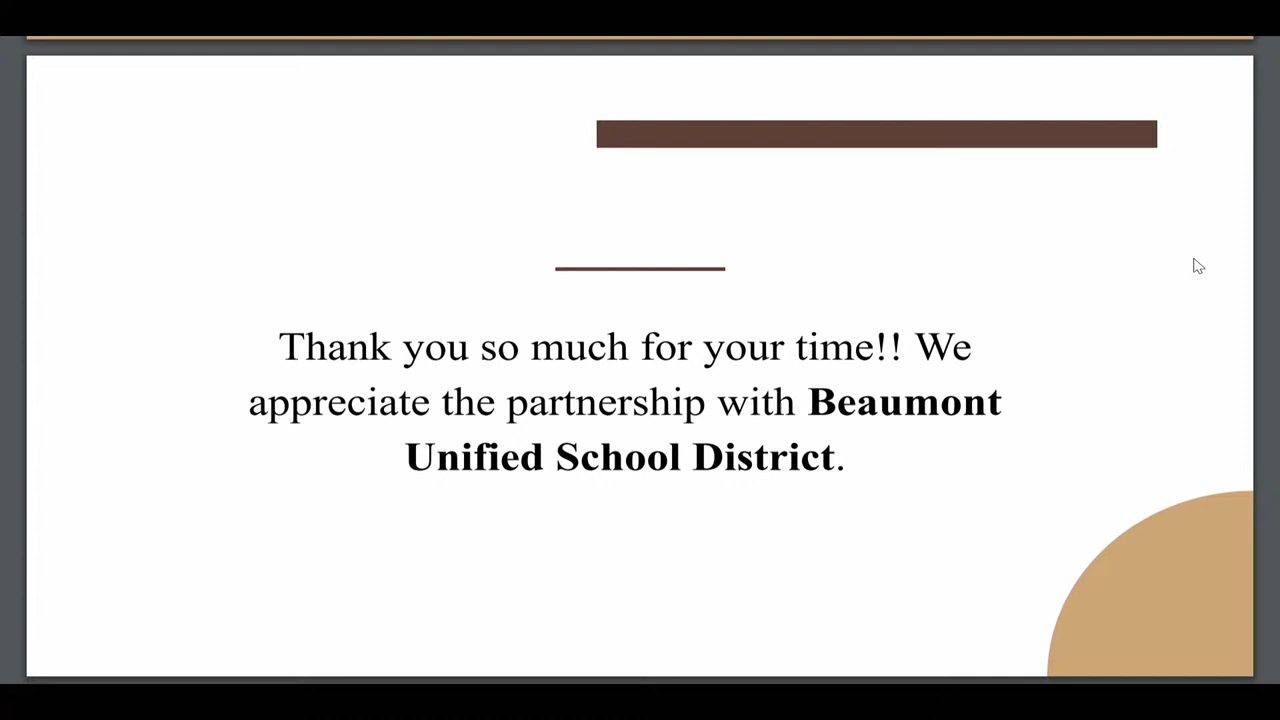 Thank you so much for your time!! We
appreciate the partnership with Beaumont
Unified School District.